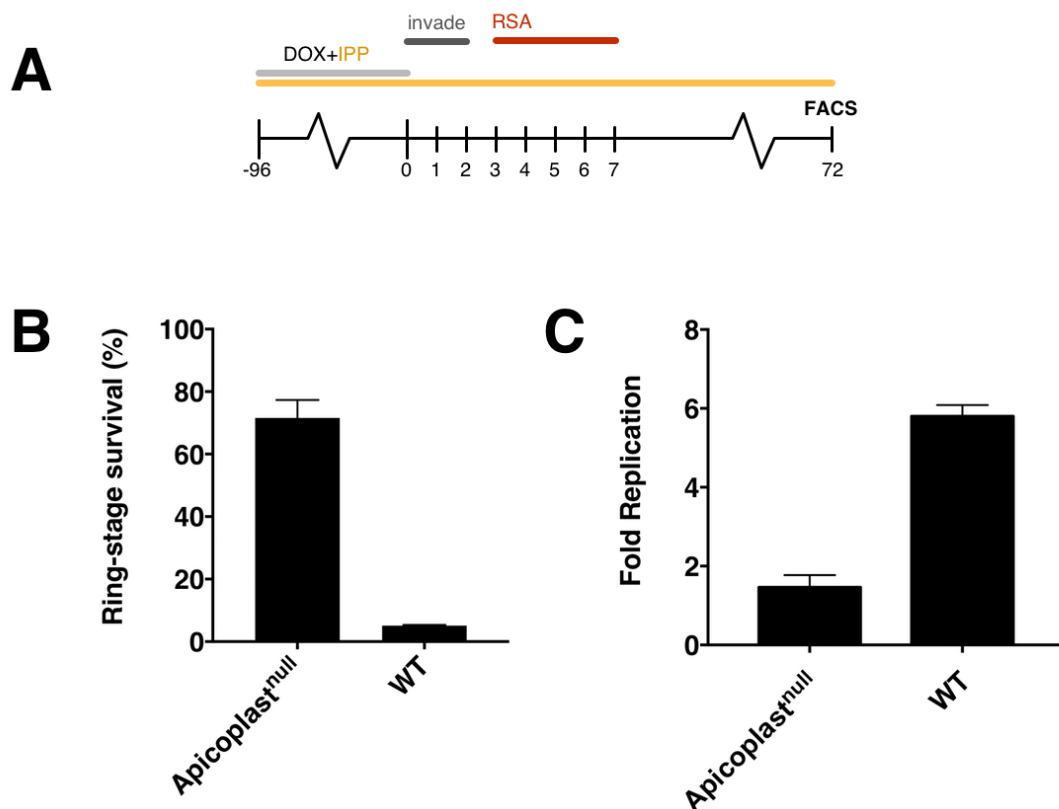 A
invade
RSA
DOX+IPP
FACS
-96 0 1 2 3 4 5 6 7 72
B
Ring-stage survival (%)
100
80
60
40
20
0
Apicoplastnull
WT
C
Fold Replication
8
6
4
2
0
Apicoplastnull
WT